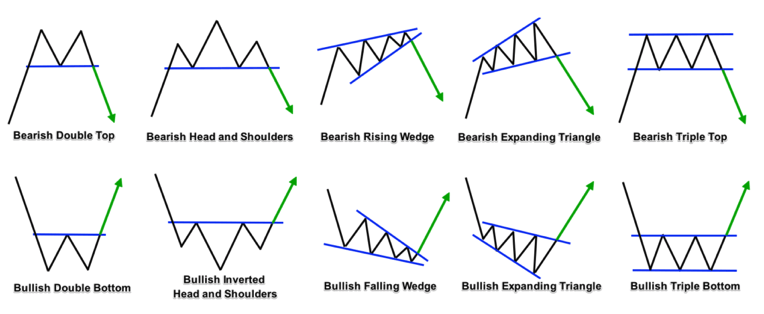 Bearish Double Top
Bearish Head and Shoulders
Bearish Rising Wedge
Bearish Expanding Triangle
Bearish Triple Top
Bullish Double Bottom
Bullish Inverted
Head and Shoulders
Bullish Falling Wedge
Bullish Expanding Triangle
Bullish Triple Bottom